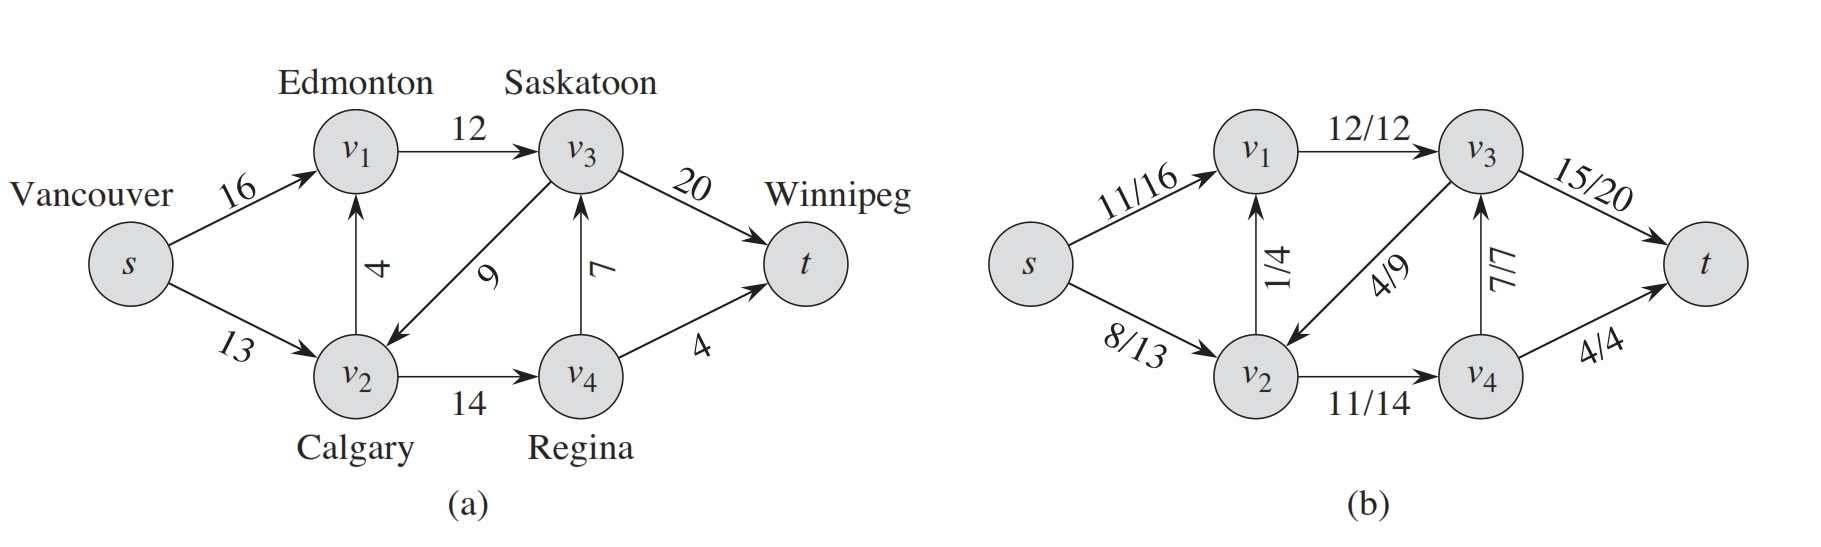 Edmonton Saskatoon
12 12/12
v1 v3 v1 v3
16 20 11/16 15/20
Vancouver Winnipeg
s 4 9 7 t s 1/4 4/9 7/7 t
13 4 8/13 4/4
v2 v4 v2 v4
14 11/14
Calgary Regina
(a) (b)